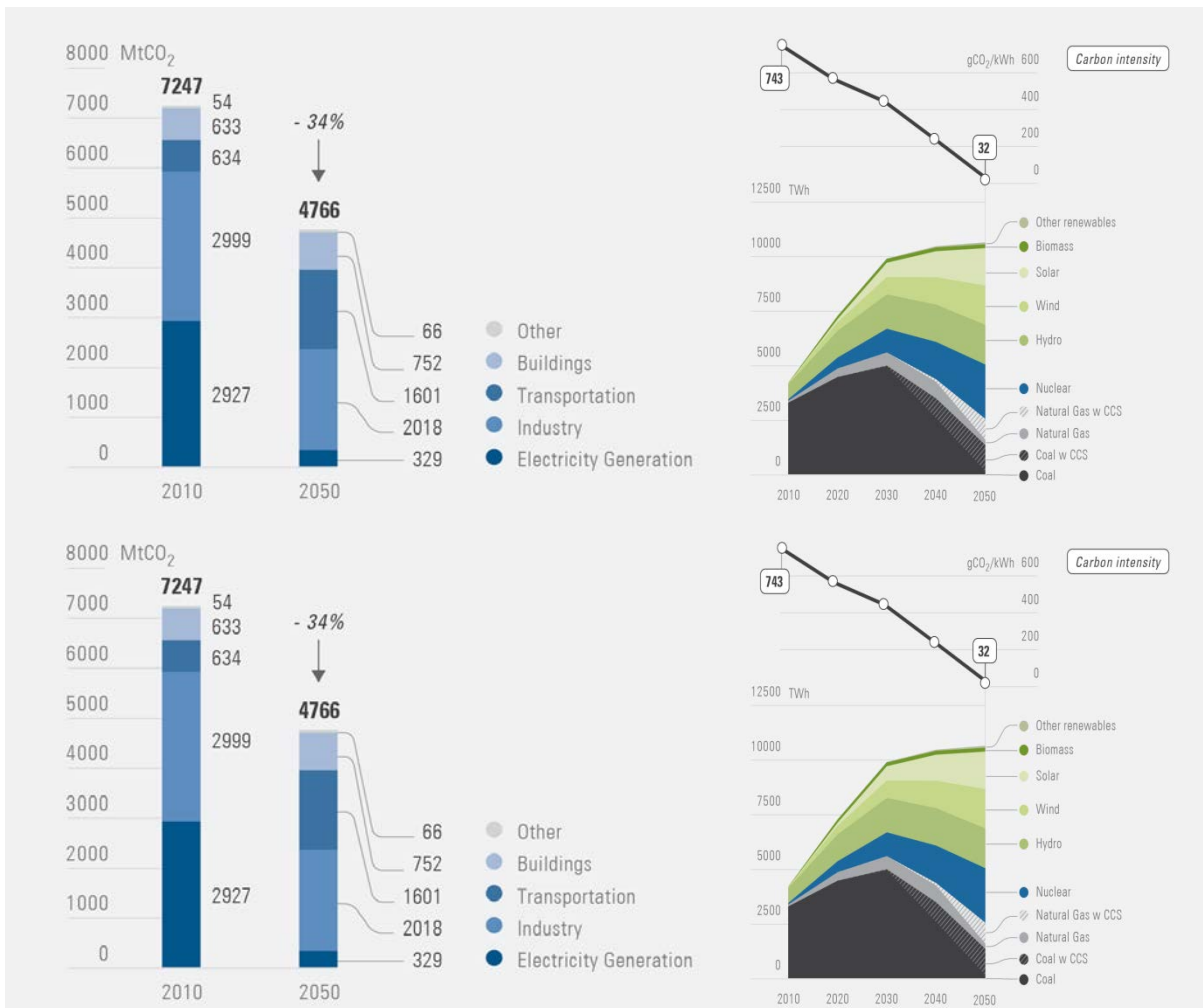 8000 MtCO2
7247
7000
54
633
634
6000
- 34%
5000
4766
2999
4000
3000
2927
2000
1000
0
2010
2050
66 Other
752 Buildings
1601 Transportation
2018 Industry
329 Electricity Generation
gCO2/kWh 600
Carbon intensity
743
400
200
32
0
12500 TWh
10000
7500
5000
2500
0
Other renewables
Biomass
Solar
Wind
Hydro
Nuclear
Natural Gas w CCS
Natural Gas
Coal w CCS
Coal
2010 2020 2030 2040 2050
8000 MtCO2
7247
7000
54
633
634
6000
- 34%
5000
4766
2999
4000
3000
2927
2000
1000
0
2010
2050
66 Other
752 Buildings
1601 Transportation
2018 Industry
329 Electricity Generation
gCO2/kWh 600
Carbon intensity
743
400
200
32
0
12500 TWh
10000
7500
5000
2500
0
Other renewables
Biomass
Solar
Wind
Hydro
Nuclear
Natural Gas w CCS
Natural Gas
Coal w CCS
Coal
2010 2020 2030 2040 2050